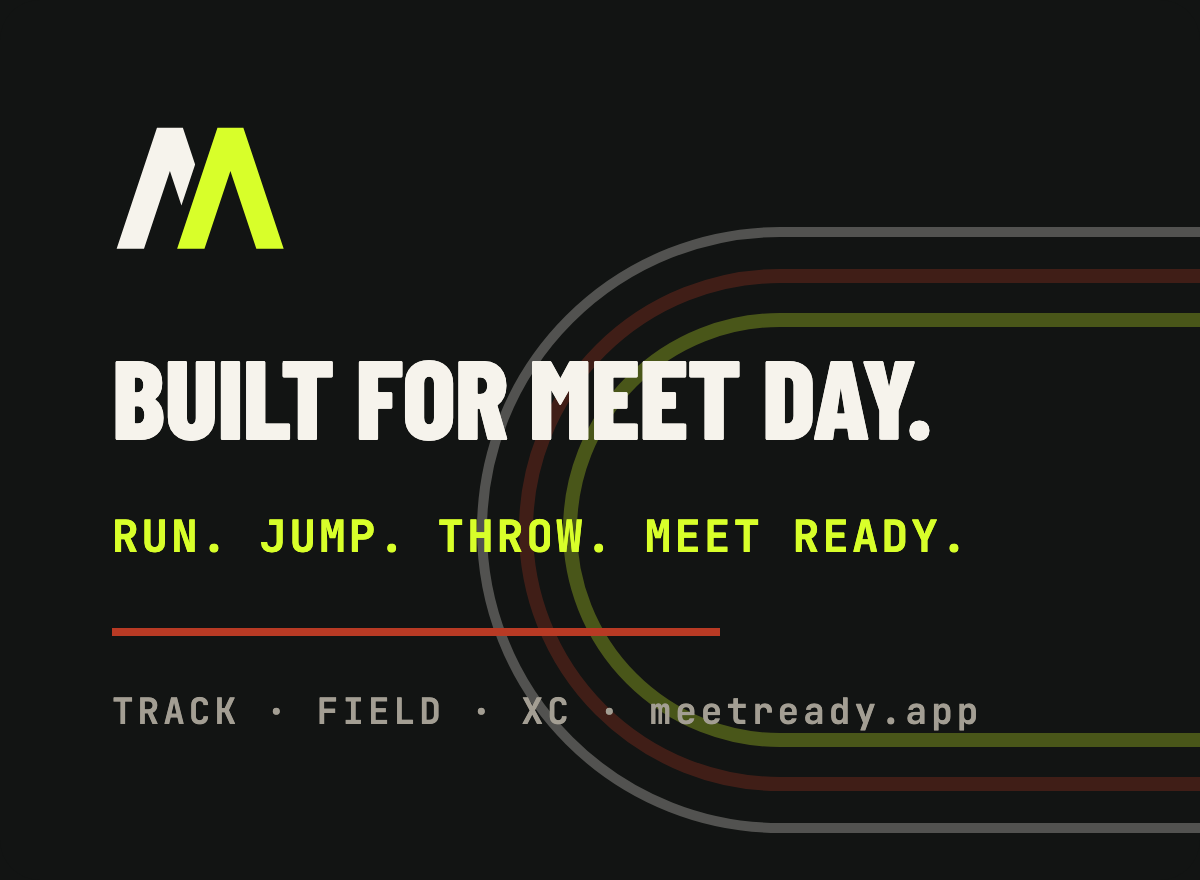 BUILT FOR MEET DAY.
RUN. JUMP. THROW. MEET READY.
TRACK · FIELD · XC · meetready.app